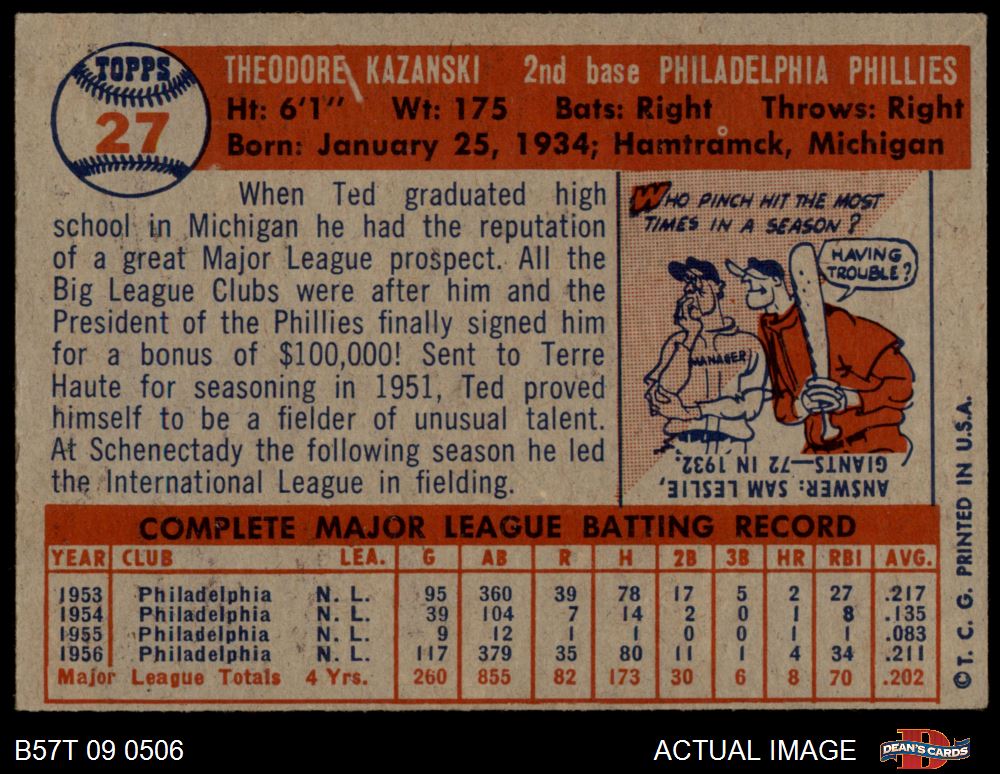 TOPPS
27
THEODORE KAZANSKI 2nd base PHILADELPHIA PHILLIES
Ht: 6'1" Wt: 175 Bats: Right Throws: Right
Born: January 25, 1934; Hamtramck, Michigan
When Ted graduated high
school in Michigan he had the reputation
of a great Major League prospect. All the
Big League Clubs were after him and the
President of the Phillies finally signed him
for a bonus of $100,000! Sent to Terre
Haute for seasoning in 1951, Ted proved
himself to be a fielder of unusual talent.
At Schenectady the following season he led
the International League in fielding.
WHO PINCH HIT THE MOST
TIMES IN A SEASON?
HAVING
TROUBLE?
MANAGER
ANSWER: SAM LESLIE,
GIANTS—72 IN 1932.
COMPLETE MAJOR LEAGUE BATTING RECORD
YEAR CLUB LEA. G AB R H 2B 3B HR RBI AVG.
1953 Philadelphia N. L. 95 360 39 78 17 5 2 27 .217
1954 Philadelphia N. L. 39 104 7 14 2 0 1 8 .135
1955 Philadelphia N. L. 9 12 1 1 0 0 1 1 .083
1956 Philadelphia N. L. 117 379 35 80 11 1 4 34 .211
Major League Totals 4 Yrs. 260 855 82 173 30 6 8 70 .202
©T. C. G. PRINTED IN U.S.A.
B57T 09 0506
ACTUAL IMAGE
DEAN'S CARDS